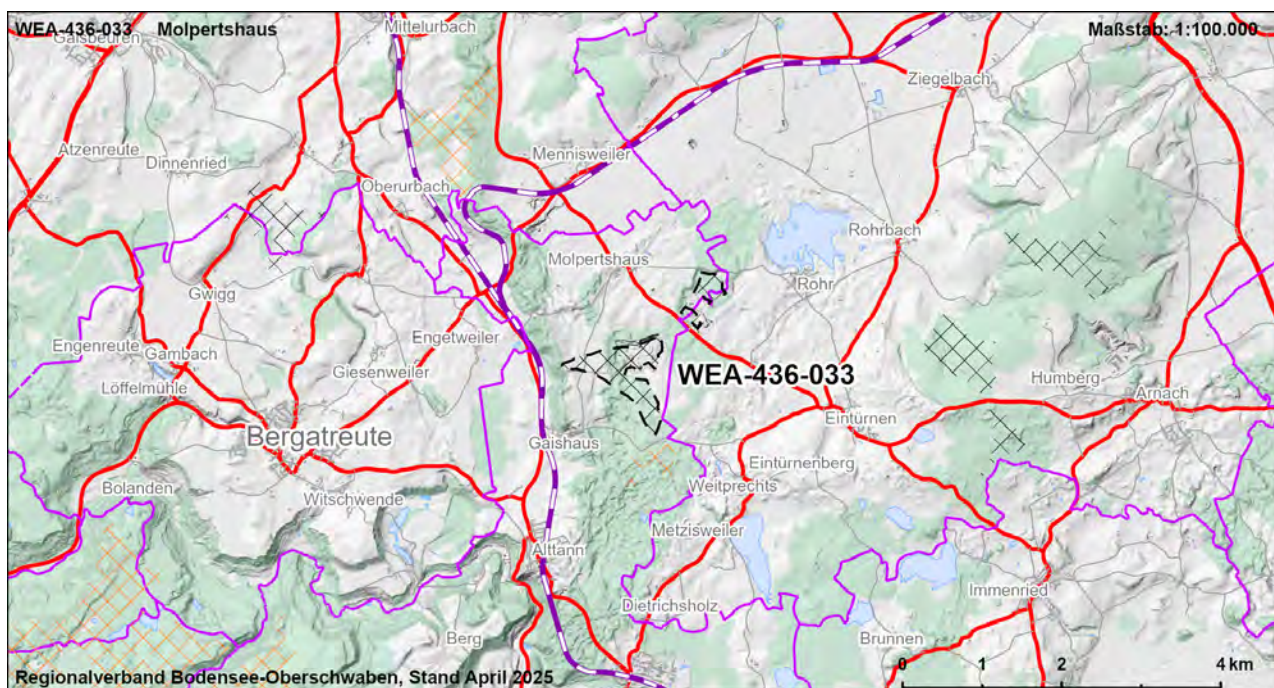 WEA-436-033 Molpertshaus
Maßstab: 1:100.000
Gaisbeuren
Mittelurbach
Ziegelbach
Atzenreute
Dinnenried
Mennisweiler
Oberurbach
Rohrbach
Molpertshaus
Rohr
Gwigg
Engetweiler
Engenreute
Gambach
Giesenweiler
WEA-436-033
Löffelmühle
Humberg
Arnach
Eintürnen
Bergatreute
Gaishaus
Eintürnenberg
Bolanden
Witschwende
Weitprechts
Metzisweiler
Alttann
Immenried
Dietrichsholz
Berg
Brunnen
0 1 2 4 km
Regionalverband Bodensee-Oberschwaben, Stand April 2025